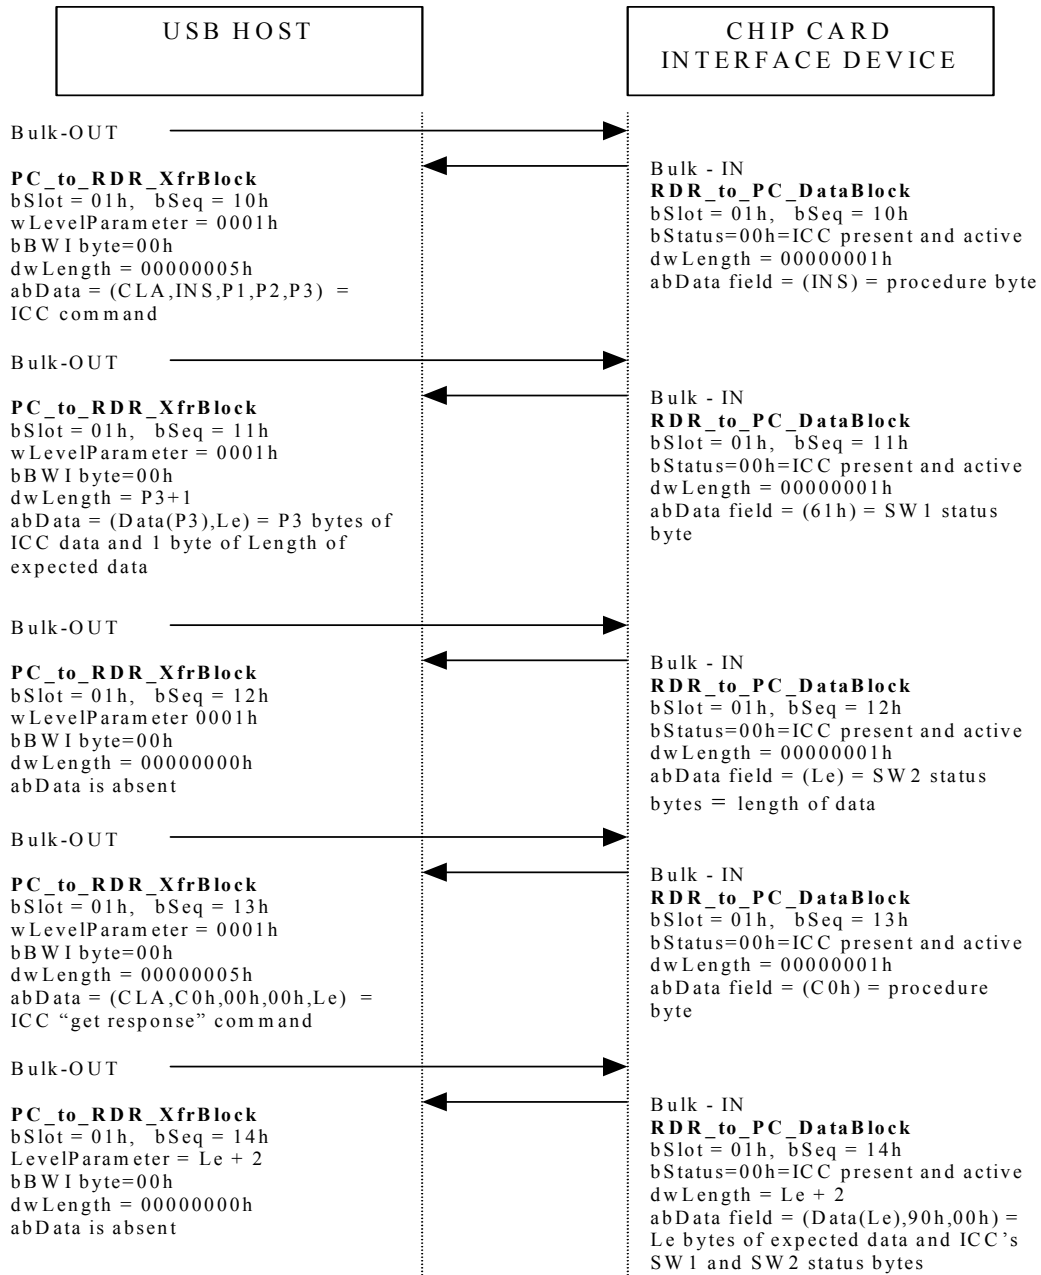 USB HOST
CHIP CARD
INTERFACE DEVICE
Bulk-OUT
PC_to_RDR_XfrBlock
bSlot = 01h, bSeq = 10h
wLevelParameter = 0001h
bBWI byte=00h
dwLength = 00000005h
abData = (CLA,INS,P1,P2,P3) =
ICC command
Bulk - IN
RDR_to_PC_DataBlock
bSlot = 01h, bSeq = 10h
bStatus=00h=ICC present and active
dwLength = 00000001h
abData field = (INS) = procedure byte
Bulk-OUT
PC_to_RDR_XfrBlock
bSlot = 01h, bSeq = 11h
wLevelParameter = 0001h
bBWI byte=00h
dwLength = P3+1
abData = (Data(P3),Le) = P3 bytes of
ICC data and 1 byte of Length of
expected data
Bulk - IN
RDR_to_PC_DataBlock
bSlot = 01h, bSeq = 11h
bStatus=00h=ICC present and active
dwLength = 00000001h
abData field = (61h) = SW1 status
byte
Bulk-OUT
PC_to_RDR_XfrBlock
bSlot = 01h, bSeq = 12h
wLevelParameter 0001h
bBWI byte=00h
dwLength = 00000000h
abData is absent
Bulk - IN
RDR_to_PC_DataBlock
bSlot = 01h, bSeq = 12h
bStatus=00h=ICC present and active
dwLength = 00000001h
abData field = (Le) = SW2 status
bytes = length of data
Bulk-OUT
PC_to_RDR_XfrBlock
bSlot = 01h, bSeq = 13h
wLevelParameter = 0001h
bBWI byte=00h
dwLength = 00000005h
abData = (CLA,C0h,00h,00h,Le) =
ICC “get response” command
Bulk - IN
RDR_to_PC_DataBlock
bSlot = 01h, bSeq = 13h
bStatus=00h=ICC present and active
dwLength = 00000001h
abData field = (C0h) = procedure
byte
Bulk-OUT
PC_to_RDR_XfrBlock
bSlot = 01h, bSeq = 14h
LevelParameter = Le + 2
bBWI byte=00h
dwLength = 00000000h
abData is absent
Bulk - IN
RDR_to_PC_DataBlock
bSlot = 01h, bSeq = 14h
bStatus=00h=ICC present and active
dwLength = Le + 2
abData field = (Data(Le),90h,00h) =
Le bytes of expected data and ICC’s
SW1 and SW2 status bytes